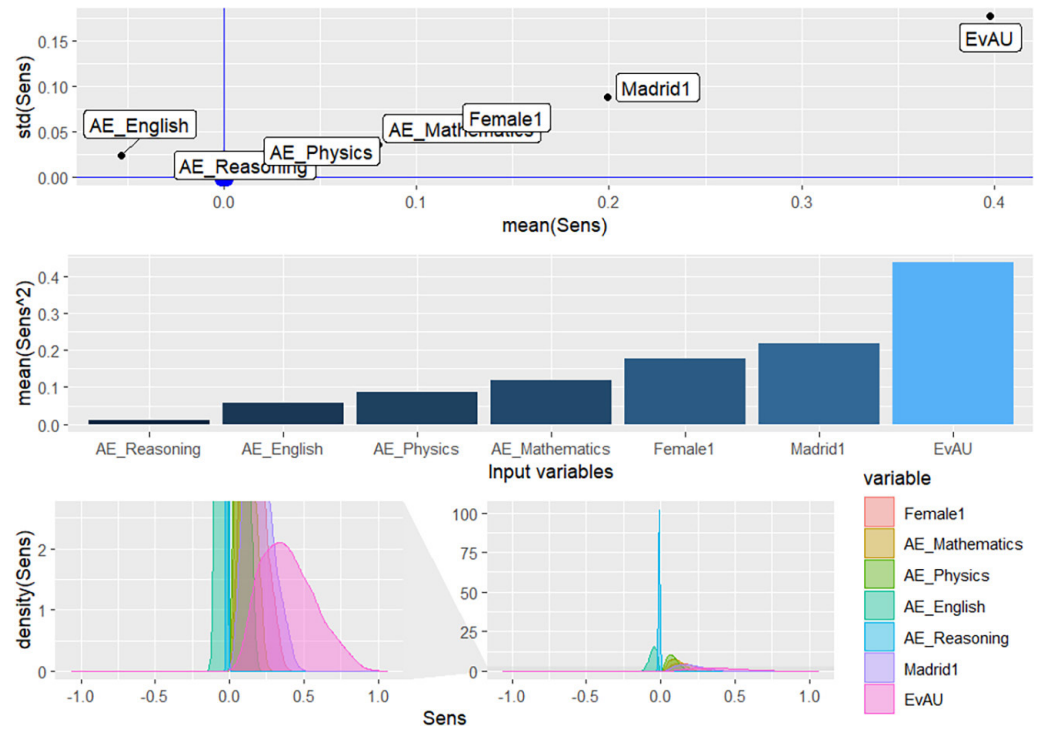 0.15
0.10
0.05
0.00
std(Sens)
EvAU
Madrid1
Female1
AE_Mathematics
AE_English
AE_Physics
AE_Reasoning
0.0 0.1 0.2 0.3 0.4
mean(Sens)
0.4
0.3
0.2
0.1
0.0
mean(Sens^2)
AE_Reasoning AE_English AE_Physics AE_Mathematics Female1 Madrid1 EvAU
Input variables
2
1
0
density(Sens)
-1.0 -0.5 0.0 0.5 1.0
100
75
50
25
0
-1.0 -0.5 0.0 0.5 1.0
Sens
variable
Female1
AE_Mathematics
AE_Physics
AE_English
AE_Reasoning
Madrid1
EvAU